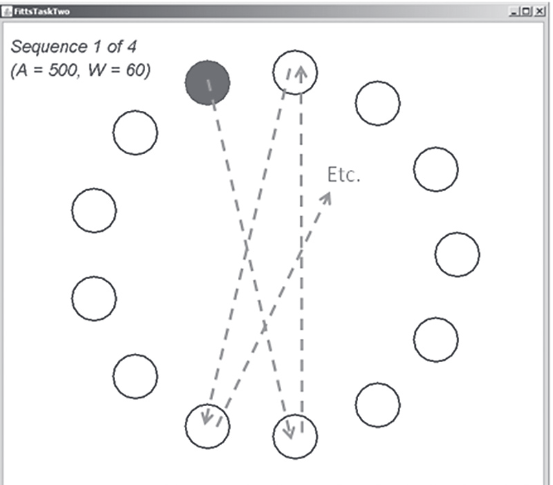 FittsTaskTwo
Sequence 1 of 4
(A = 500, W = 60)
Etc.